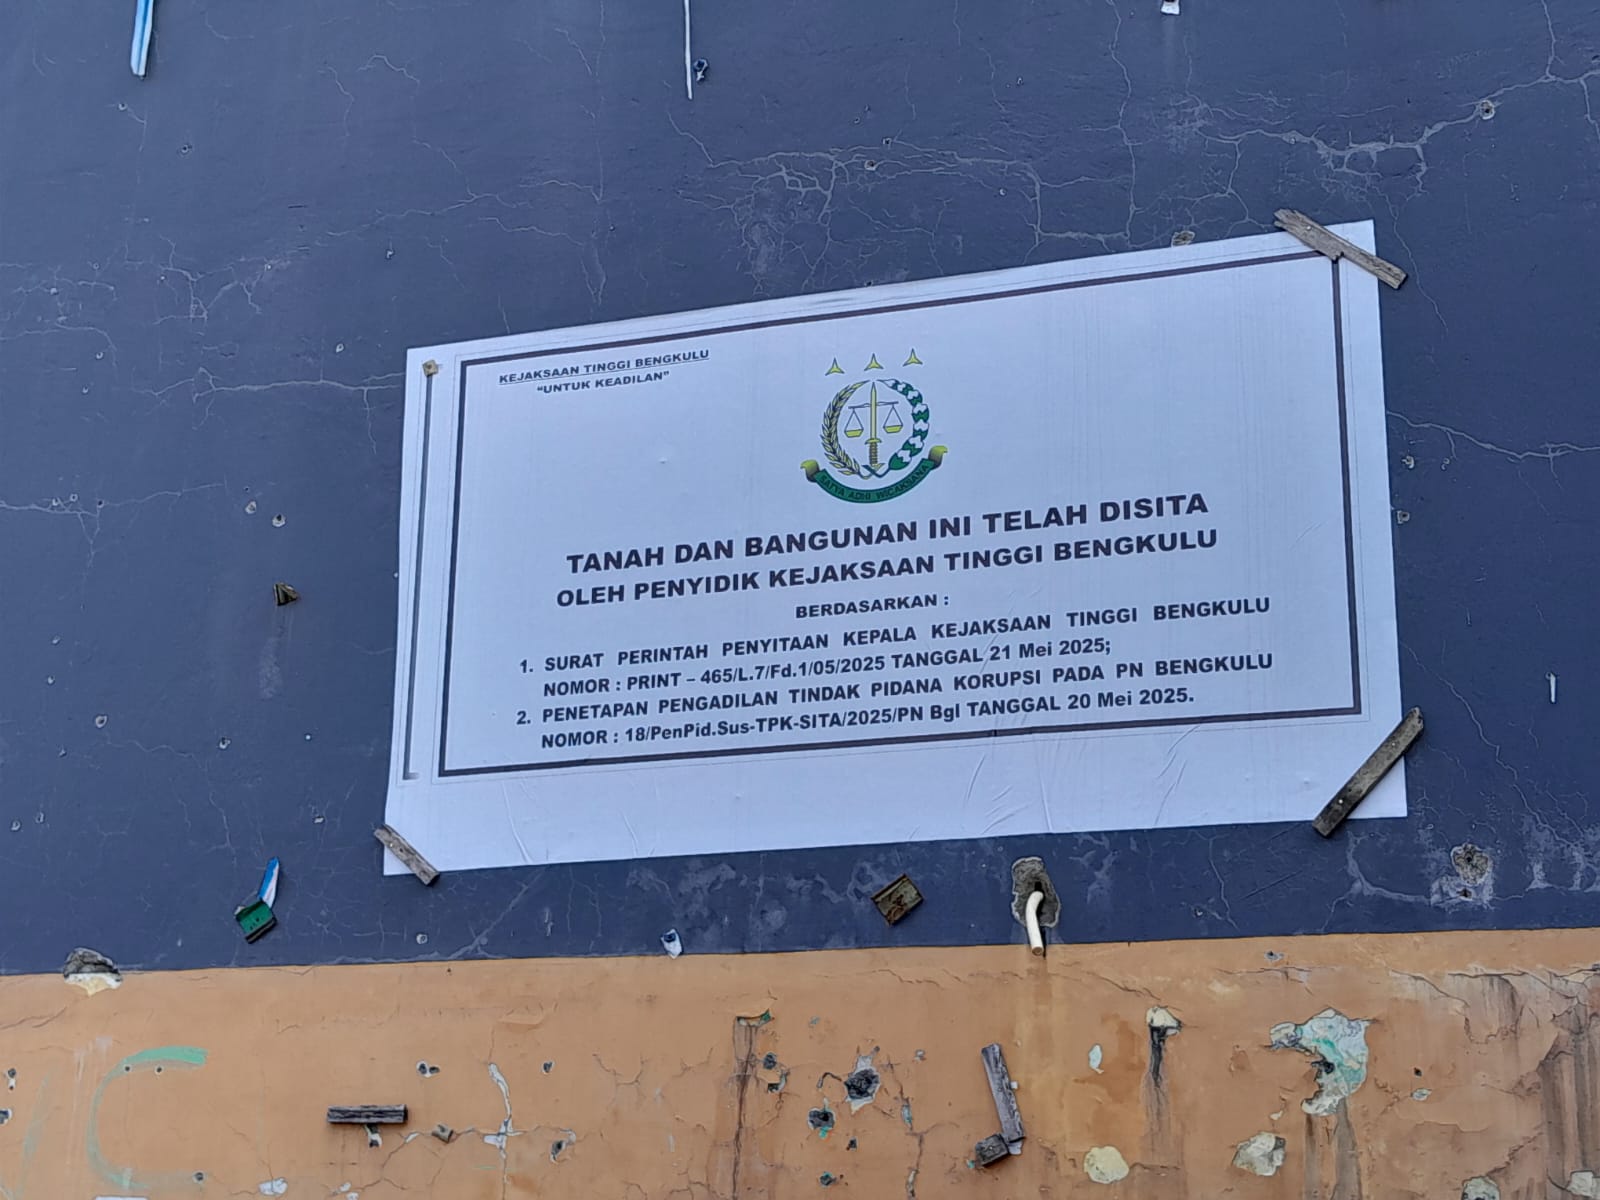 KEJAKSAAN TINGGI BENGKULU
"UNTUK KEADILAN"
SATYA ADHI WICAKSANA
TANAH DAN BANGUNAN INI TELAH DISITA
OLEH PENYIDIK KEJAKSAAN TINGGI BENGKULU
BERDASARKAN :
1. SURAT PERINTAH PENYITAAN KEPALA KEJAKSAAN TINGGI BENGKULU
NOMOR : PRINT – 465/L.7/Fd.1/05/2025 TANGGAL 21 Mei 2025;
2. PENETAPAN PENGADILAN TINDAK PIDANA KORUPSI PADA PN BENGKULU
NOMOR : 18/PenPid.Sus-TPK-SITA/2025/PN Bgl TANGGAL 20 Mei 2025.